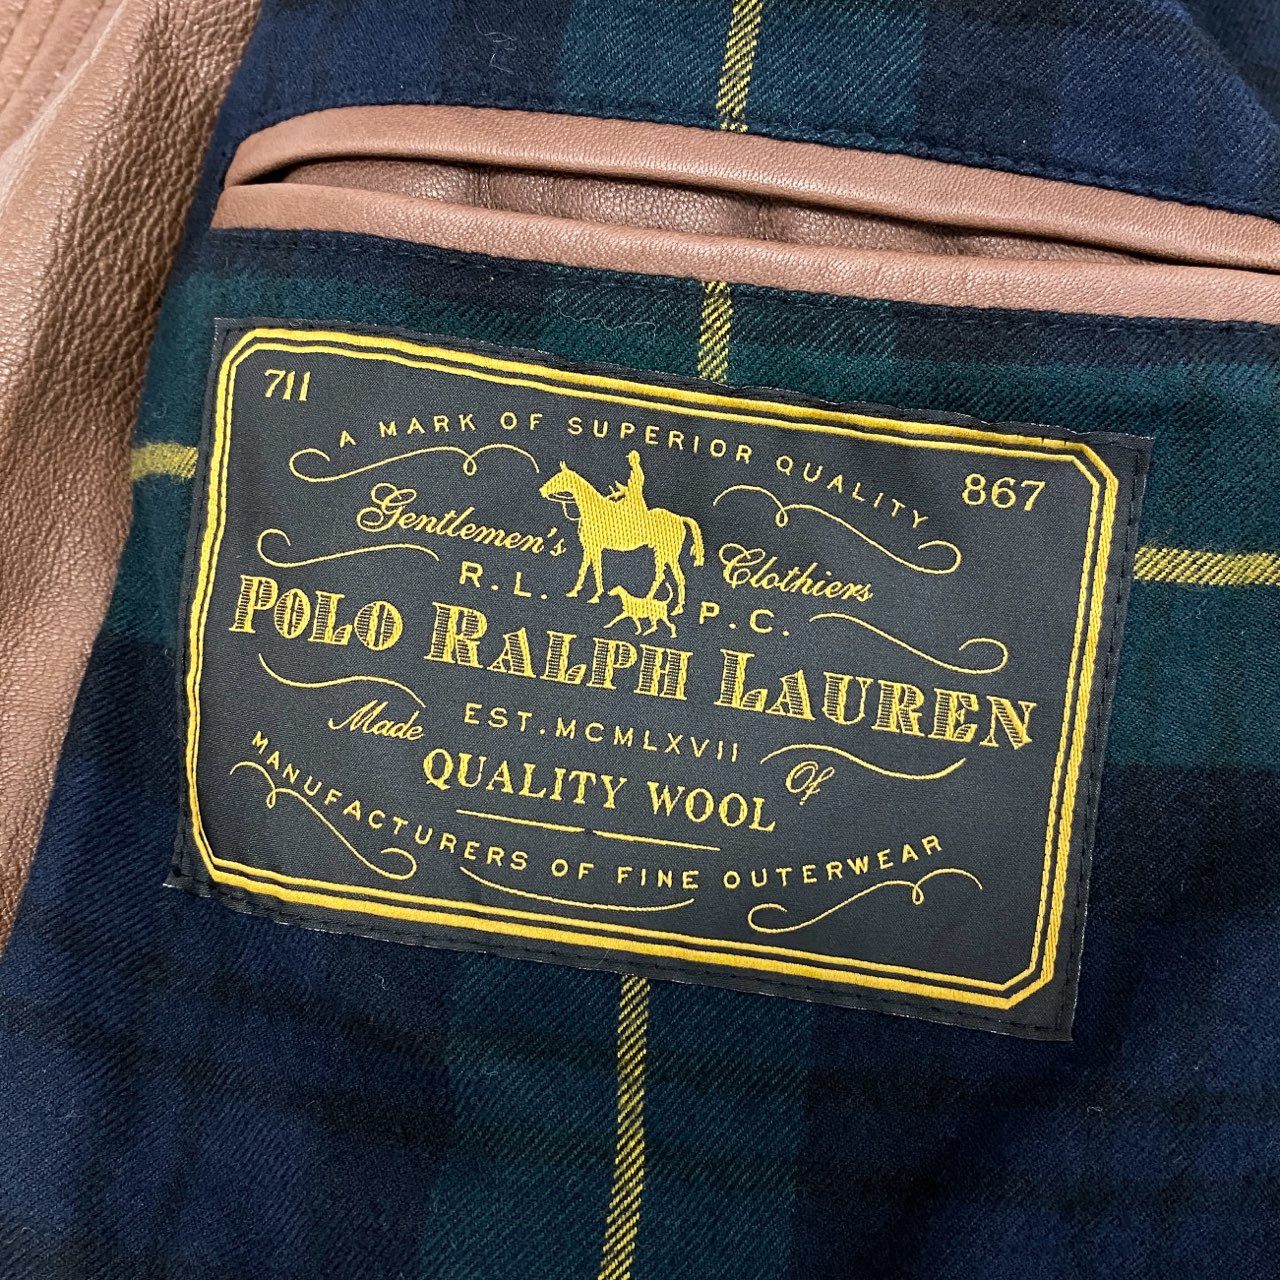 711
867
A MARK OF SUPERIOR QUALITY
Gentlemen's Clothiers
R.L. P.C.
POLO RALPH LAUREN
EST. MCMLXVII
Made Of
QUALITY WOOL
MANUFACTURERS OF FINE OUTERWEAR